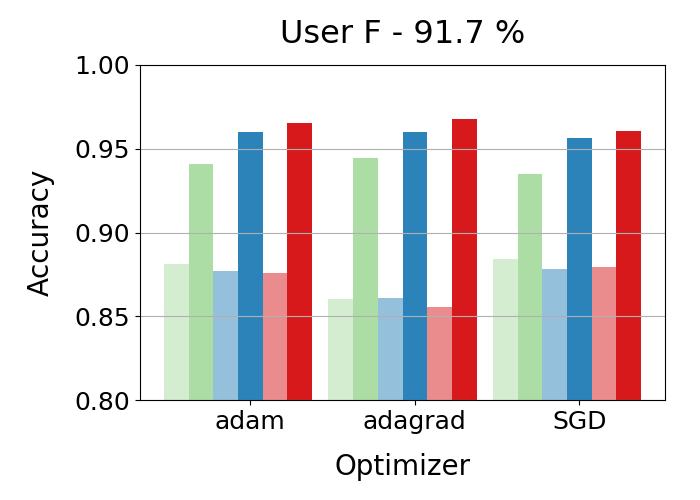 User F - 91.7 %
1.00
0.95
0.90
0.85
0.80
Accuracy
adam adagrad SGD
Optimizer